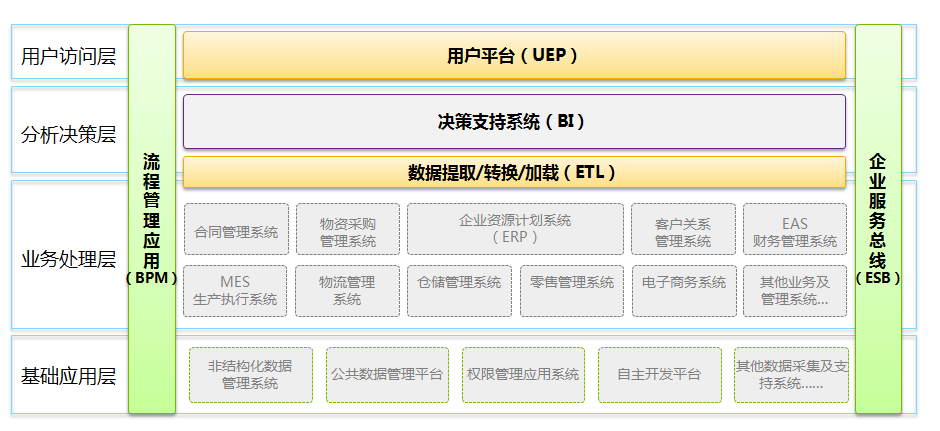 用户访问层
用户平台（UEP）
分析决策层
决策支持系统（BI）
数据提取/转换/加载（ETL）
流程管理应用
（BPM）
企业服务总线
（ESB）
业务处理层
合同管理系统
物资采购
管理系统
企业资源计划系统
（ERP）
客户关系
管理系统
EAS
财务管理系统
MES
生产执行系统
物流管理
系统
仓储管理系统
零售管理系统
电子商务系统
其他业务及
管理系统...
基础应用层
非结构化数据
管理系统
公共数据管理平台
权限管理应用系统
自主开发平台
其他数据采集及支
持系统......